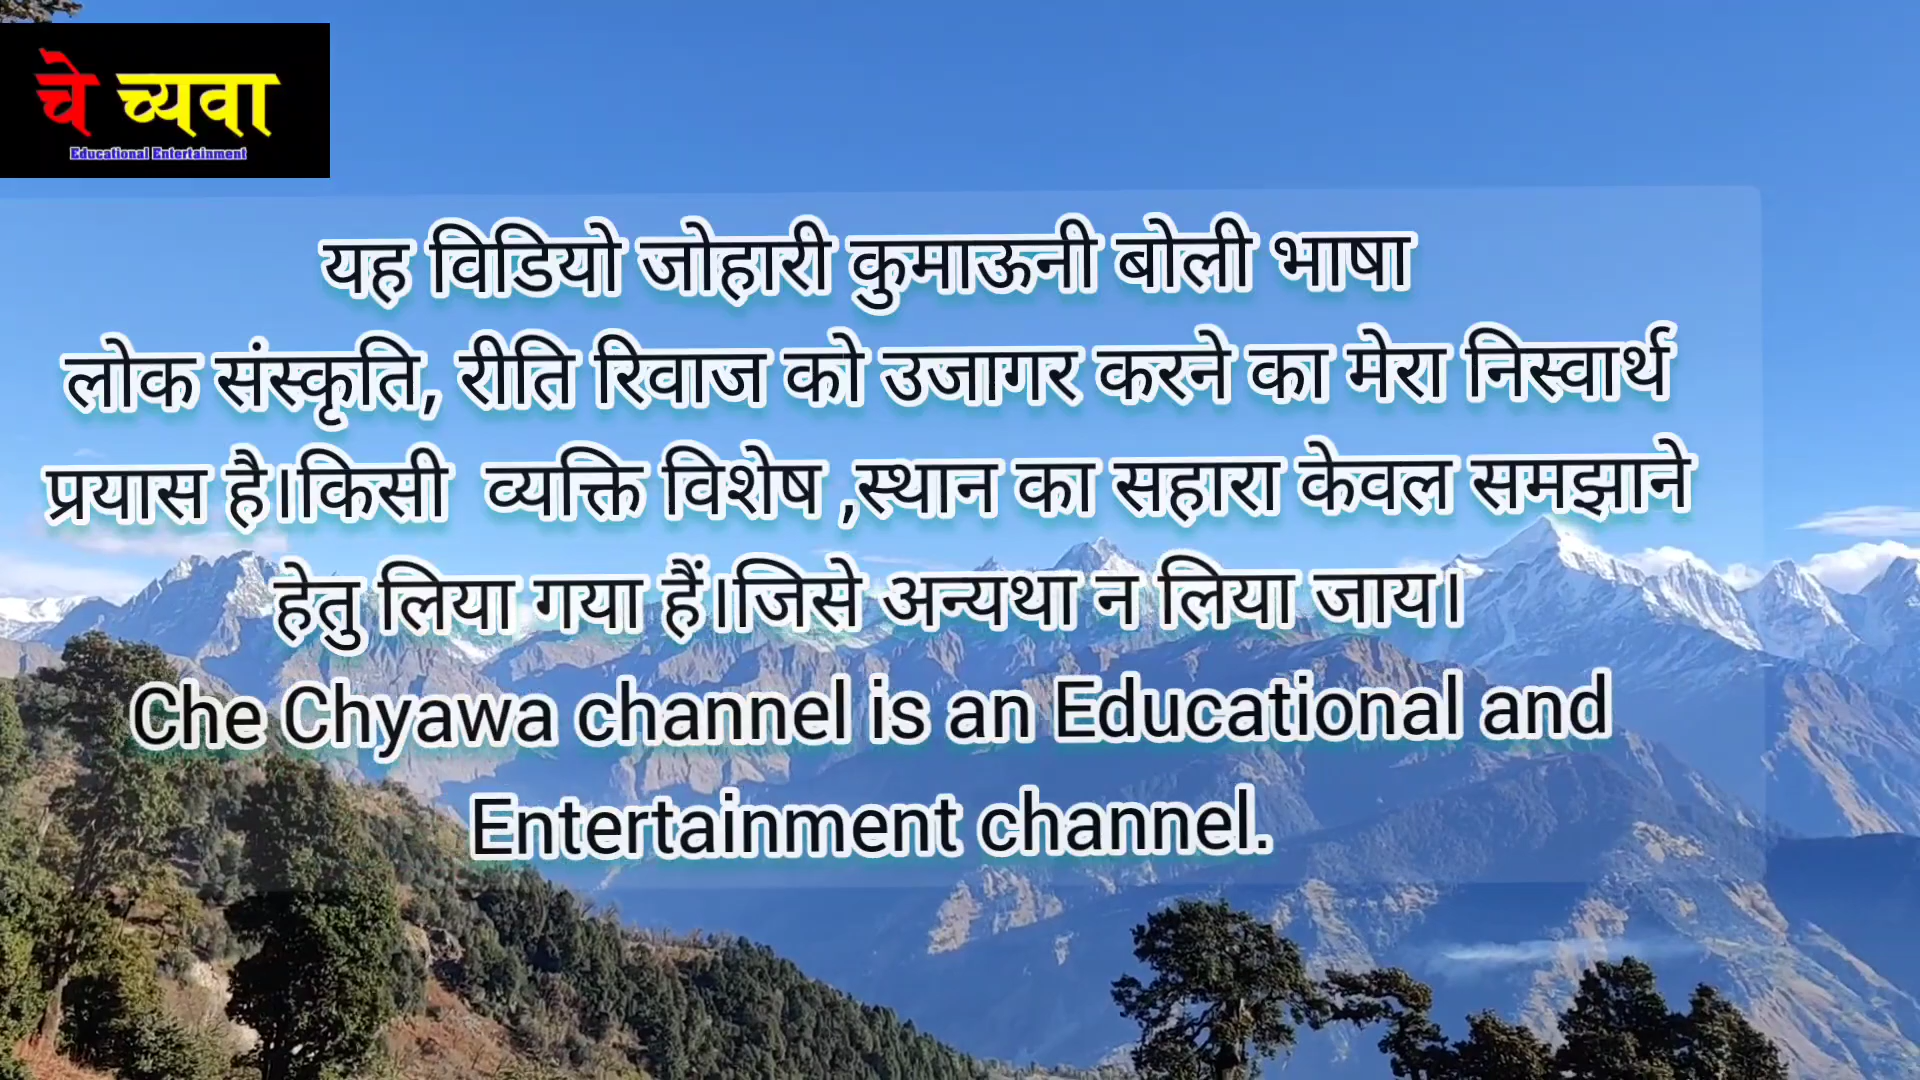 चे च्यवा
Educational Entertainment
यह विडियो जोहारी कुमाऊनी बोली भाषा
लोक संस्कृति, रीति रिवाज को उजागर करने का मेरा निस्वार्थ
प्रयास है।किसी  व्यक्ति विशेष ,स्थान का सहारा केवल समझाने
हेतु लिया गया हैं।जिसे अन्यथा न लिया जाय।
Che Chyawa channel is an Educational and
Entertainment channel.